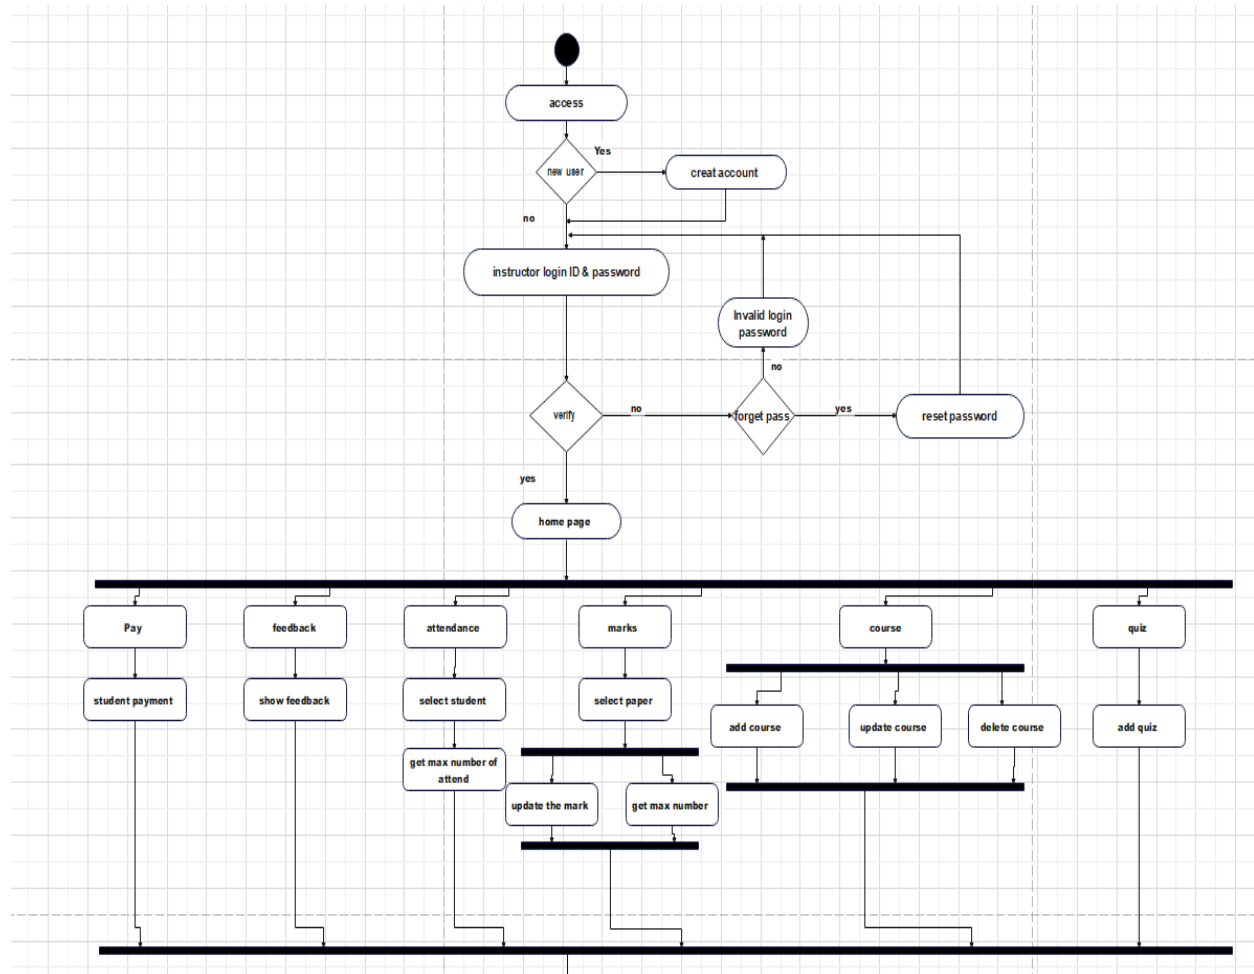 access
Yes
new user
creat account
no
instructor login ID & password
Invalid login
password
no
verify
no
forget pass
yes
reset password
yes
home page
Pay
feedback
attendance
marks
course
quiz
student payment
show feedback
select student
select paper
add course
update course
delete course
add quiz
get max number of
attend
update the mark
get max number